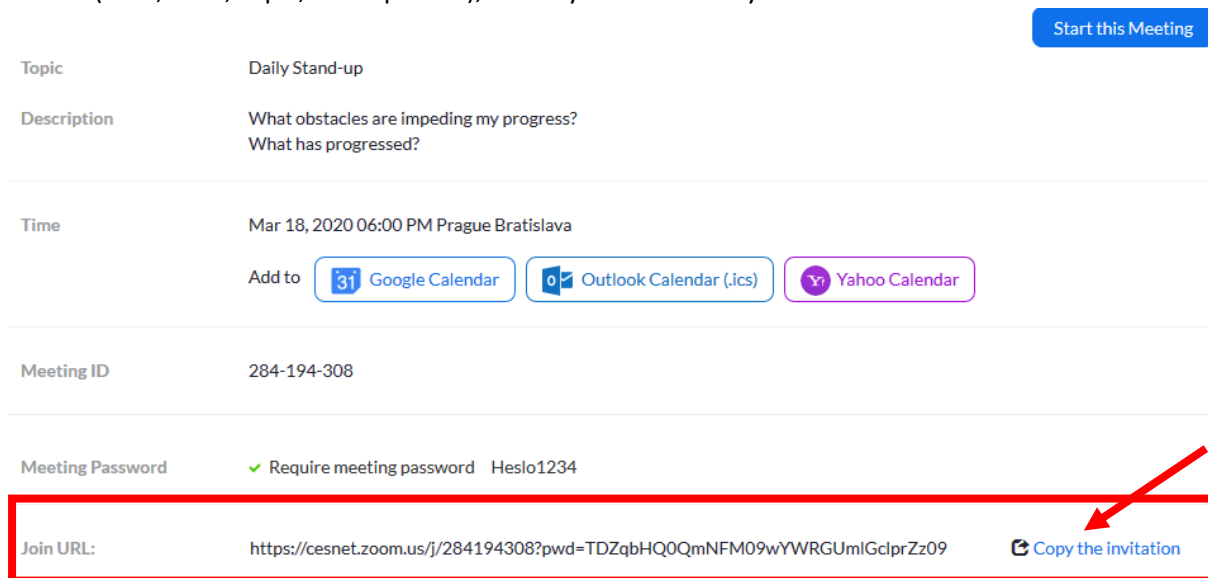 Start this Meeting
Topic Daily Stand-up
Description What obstacles are impeding my progress?
What has progressed?
Time Mar 18, 2020 06:00 PM Prague Bratislava
Add to 31 Google Calendar Outlook Calendar (.ics) Yahoo Calendar
Meeting ID 284-194-308
Meeting Password Require meeting password Heslo1234
Join URL: https://cesnet.zoom.us/j/284194308?pwd=TDZqbHQ0QmNFM09wYWRGUmlGclprZz09 Copy the invitation